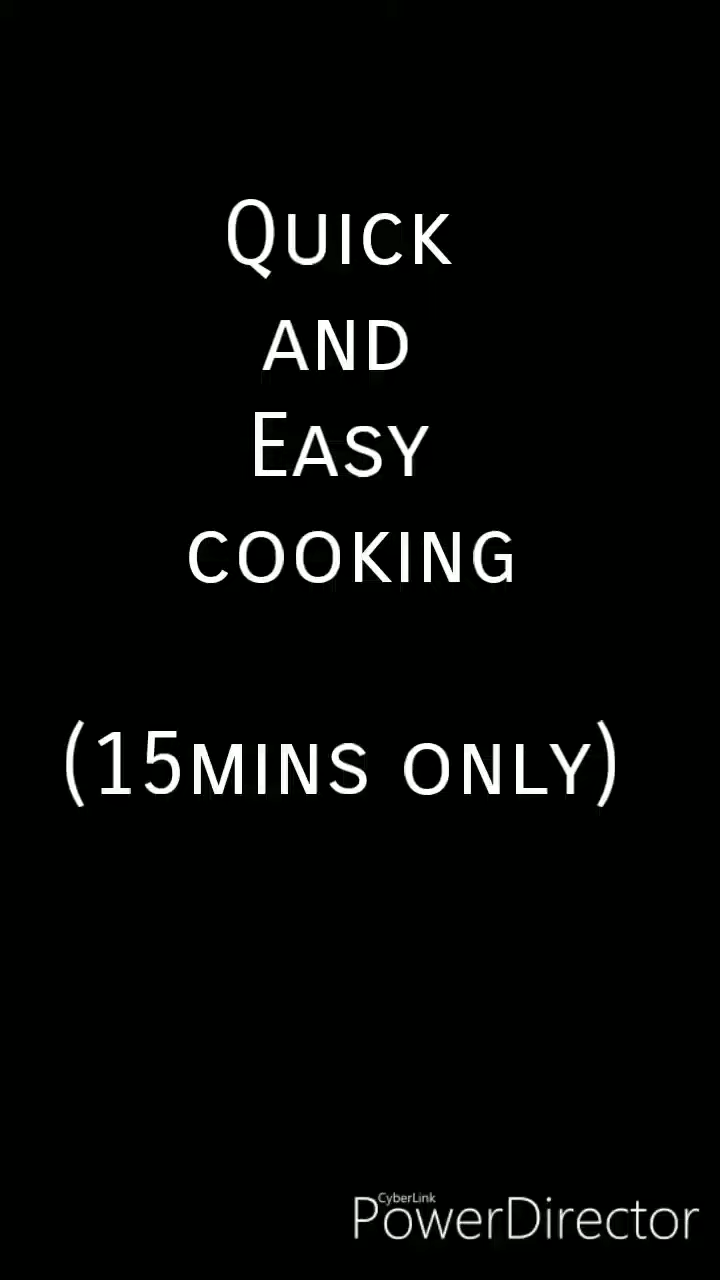 Quick
and
Easy
cooking
(15mins only)
CyberLink
PowerDirector